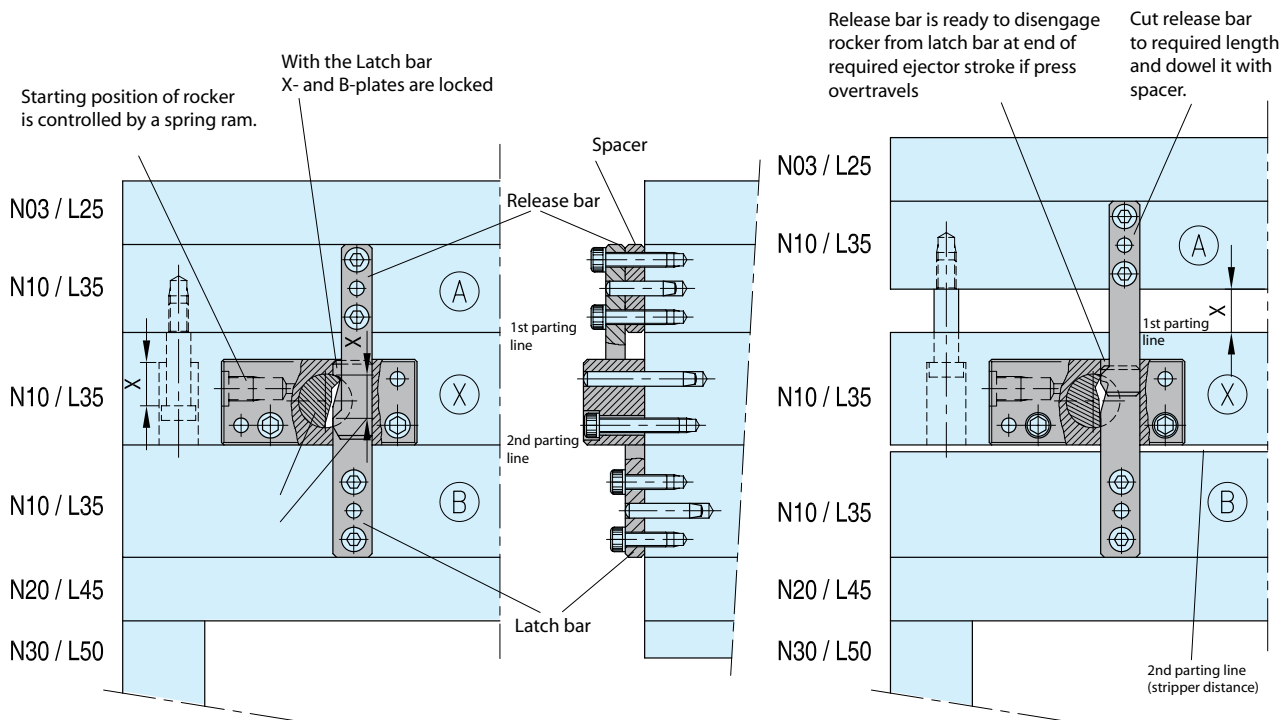 Starting position of rocker
is controlled by a spring ram.
With the Latch bar
X- and B-plates are locked
N03 / L25
N10 / L35
N10 / L35
N10 / L35
N20 / L45
N30 / L50
A
X
B
X
X
Release bar
Spacer
1st parting
line
2nd parting
line
Latch bar
Release bar is ready to disengage
rocker from latch bar at end of
required ejector stroke if press
overtravels
Cut release bar
to required length
and dowel it with
spacer.
N03 / L25
N10 / L35
N10 / L35
N10 / L35
N20 / L45
N30 / L50
A
X
1st parting
line
X
B
2nd parting line
(stripper distance)